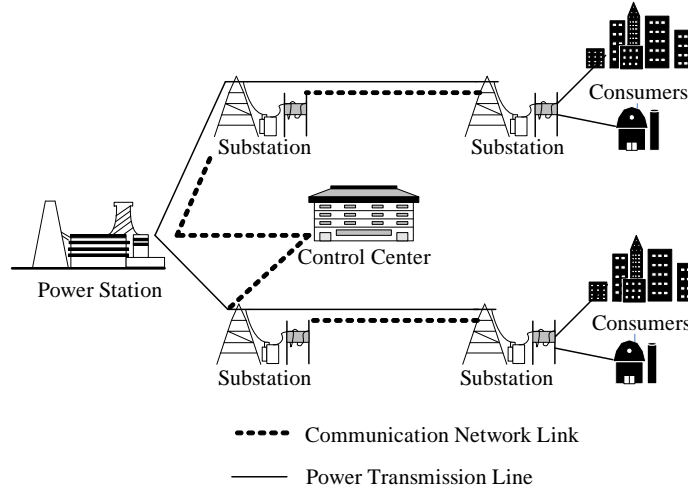 Consumers
Substation
Substation
Control Center
Power Station
Consumers
Substation
Substation
Communication Network Link
Power Transmission Line